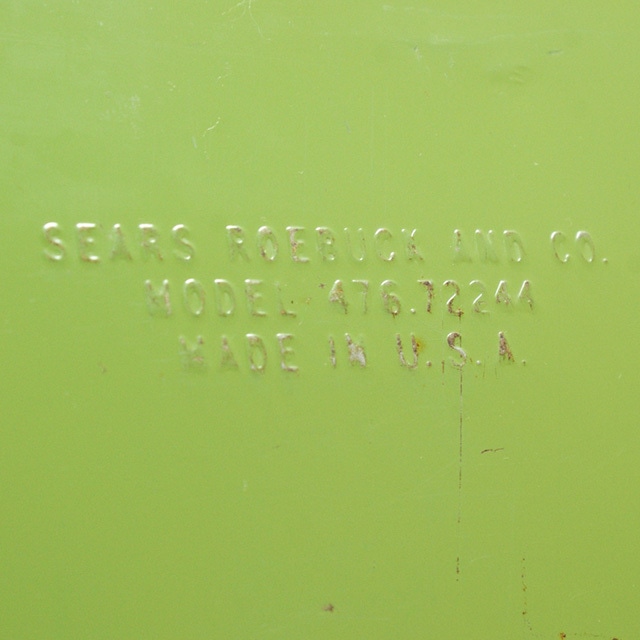 SEARS ROEBUCK AND CO.
MODEL 476.72244
MADE IN U.S.A.